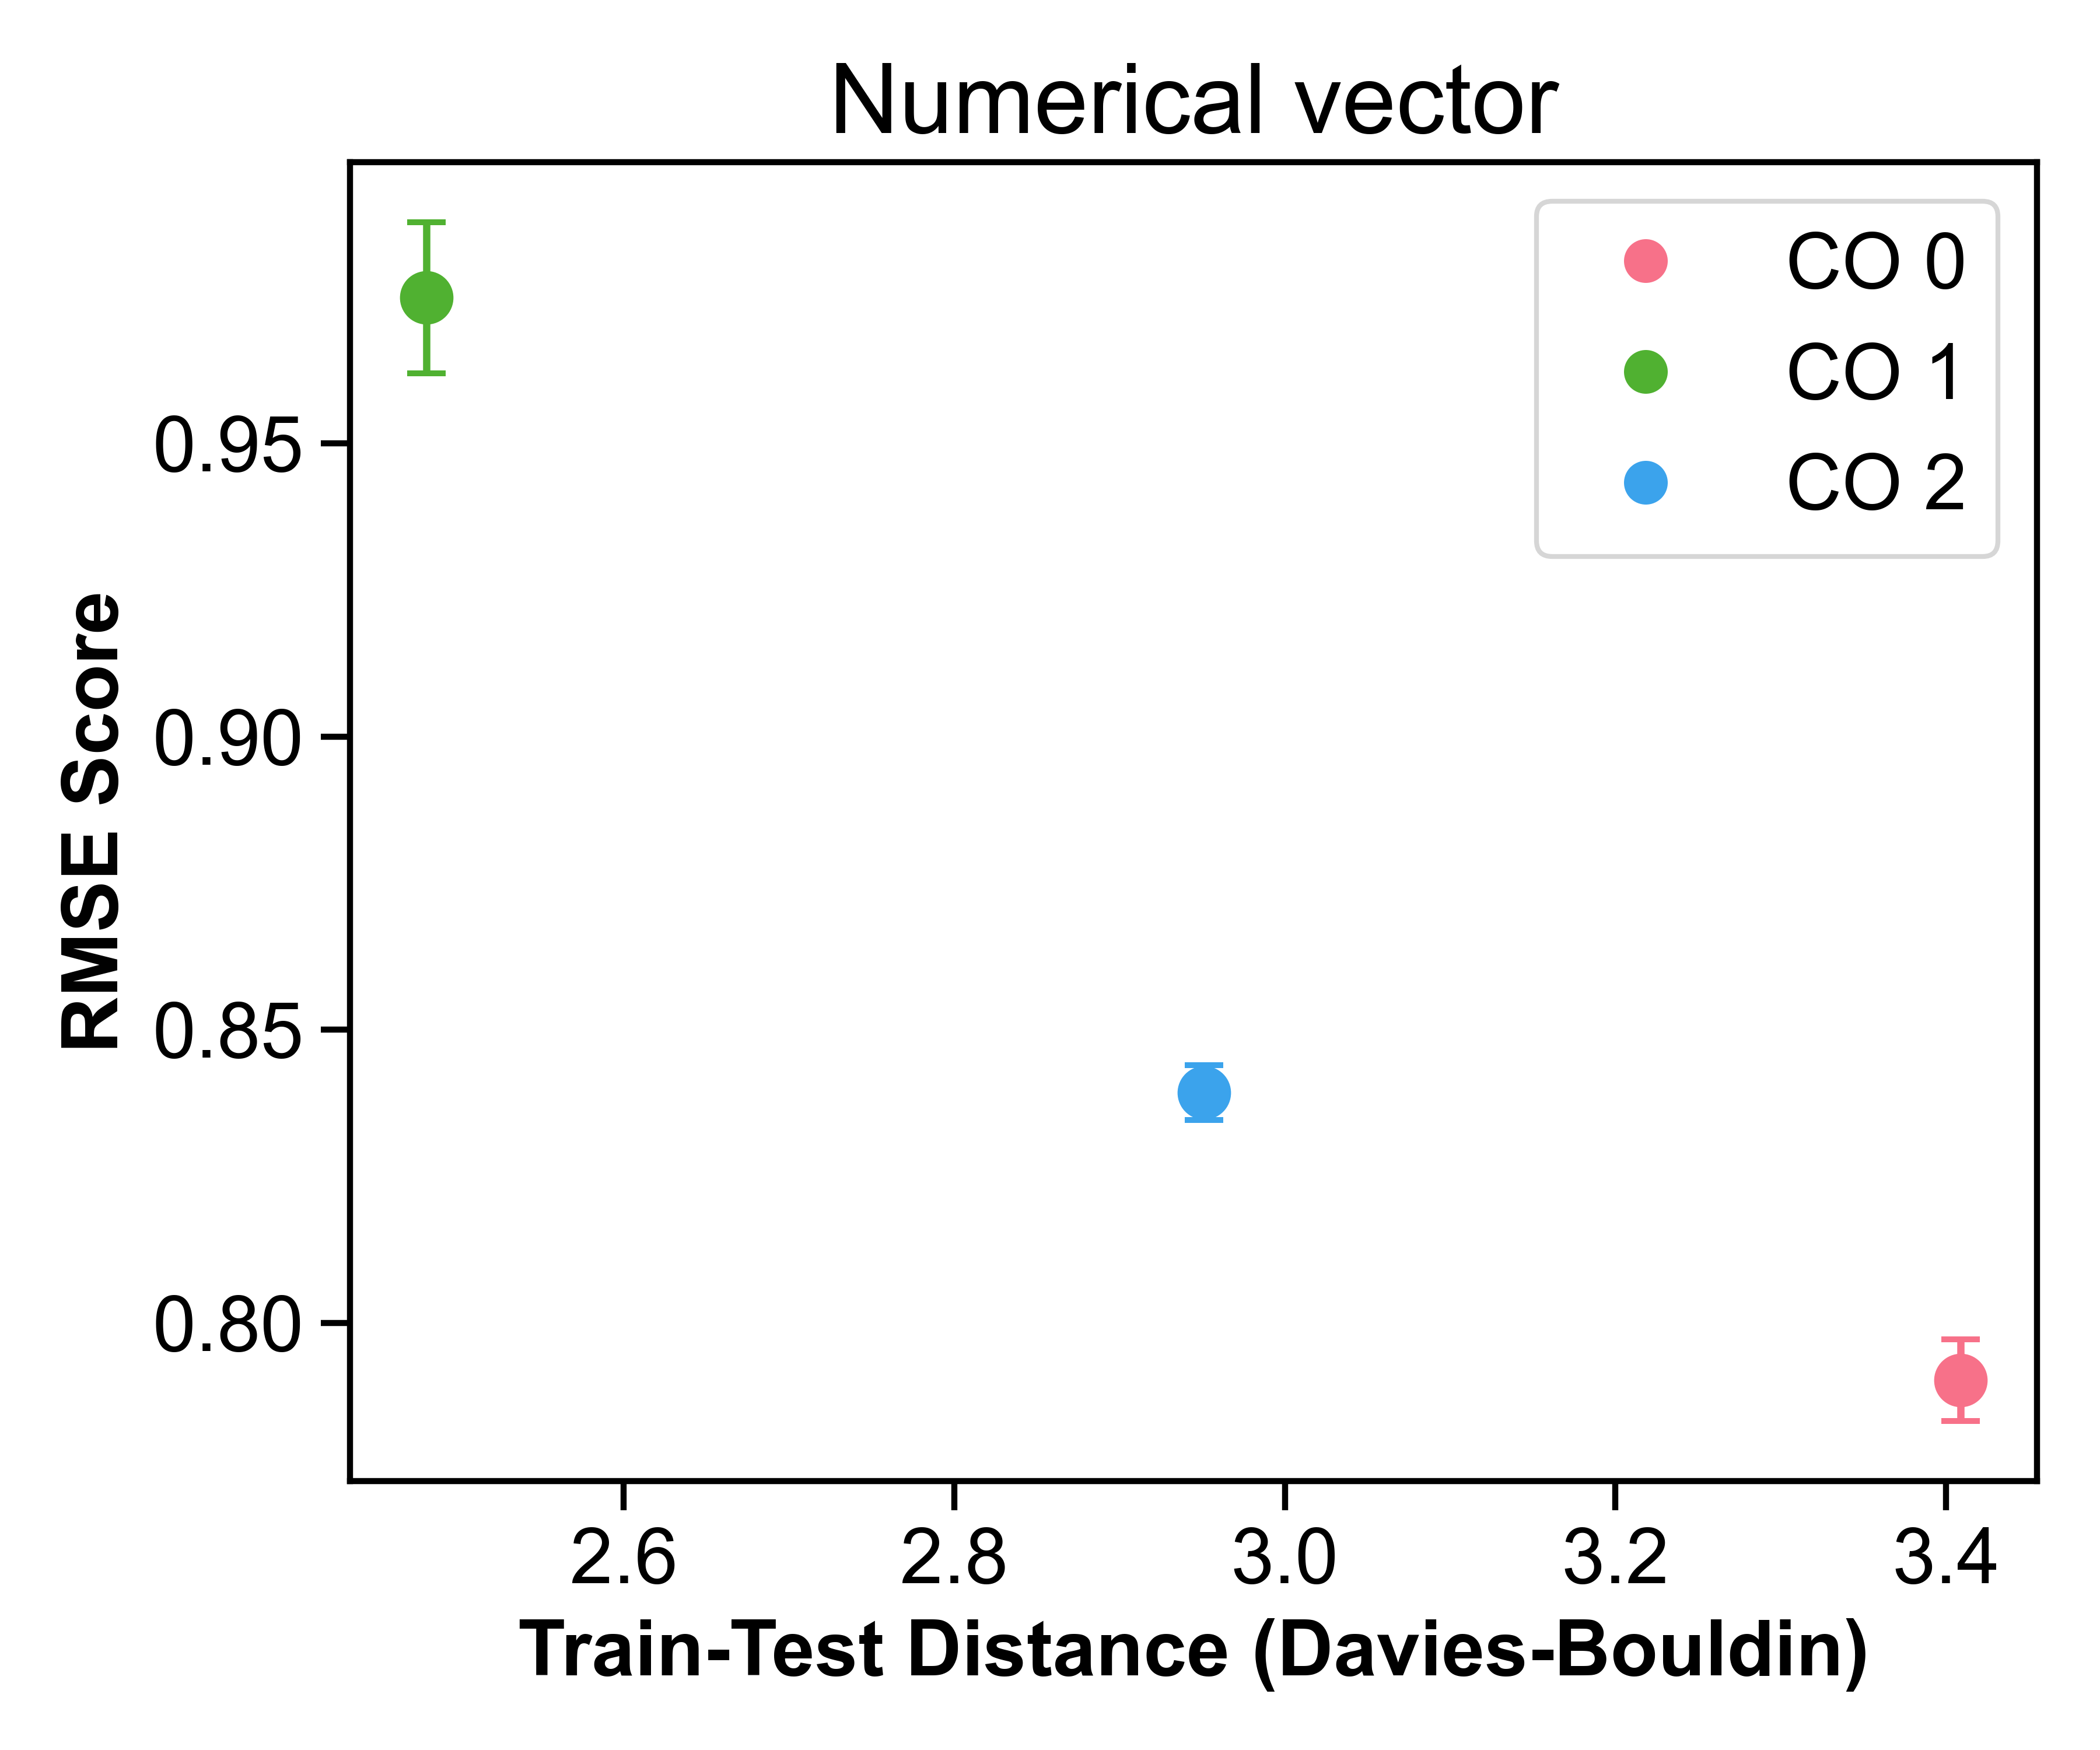 Numerical vector
CO 0
CO 1
CO 2
RMSE Score
0.95
0.90
0.85
0.80
2.6 2.8 3.0 3.2 3.4
Train-Test Distance (Davies-Bouldin)